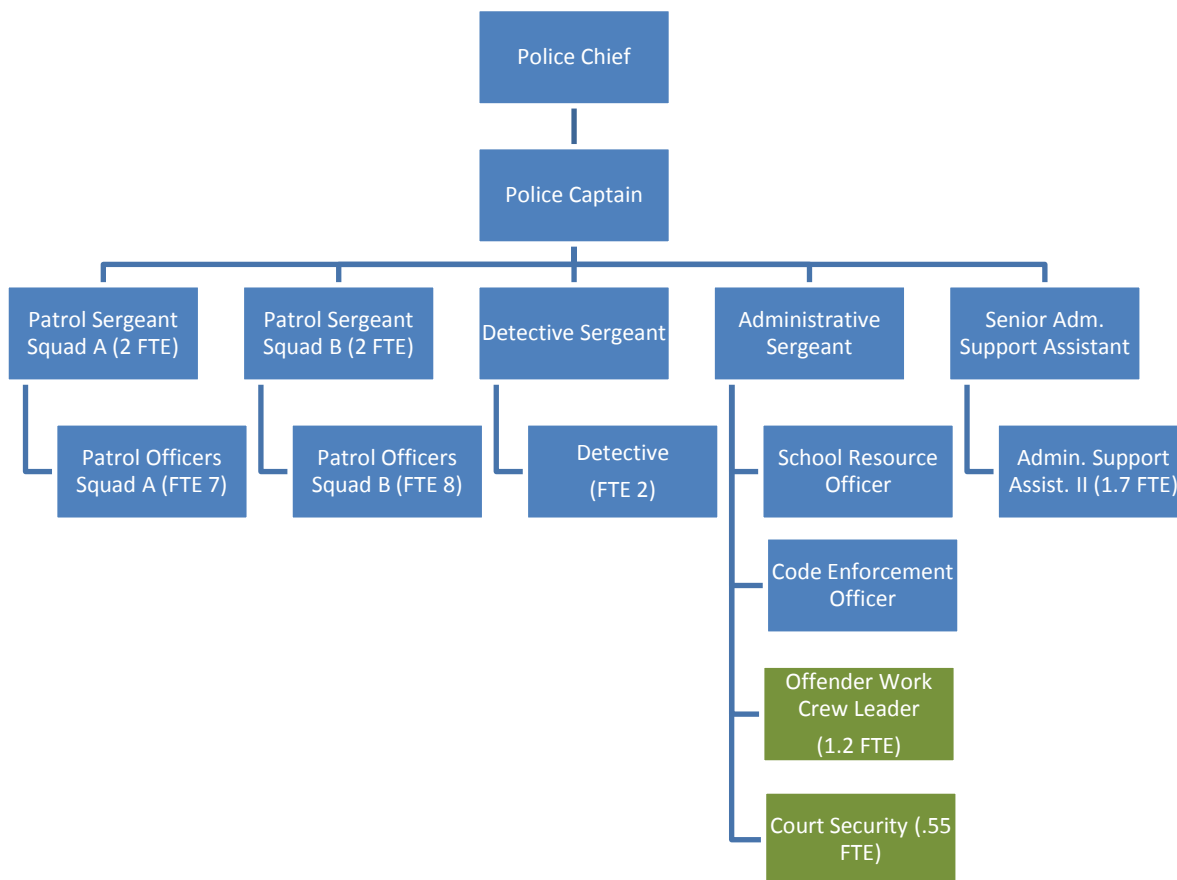 Police Chief
Police Captain
Patrol Sergeant
Squad A (2 FTE)
Patrol Sergeant
Squad B (2 FTE)
Detective Sergeant
Administrative
Sergeant
Senior Adm.
Support Assistant
Patrol Officers
Squad A (FTE 7)
Patrol Officers
Squad B (FTE 8)
Detective
(FTE 2)
School Resource
Officer
Admin. Support
Assist. II (1.7 FTE)
Code Enforcement
Officer
Offender Work
Crew Leader
(1.2 FTE)
Court Security (.55
FTE)